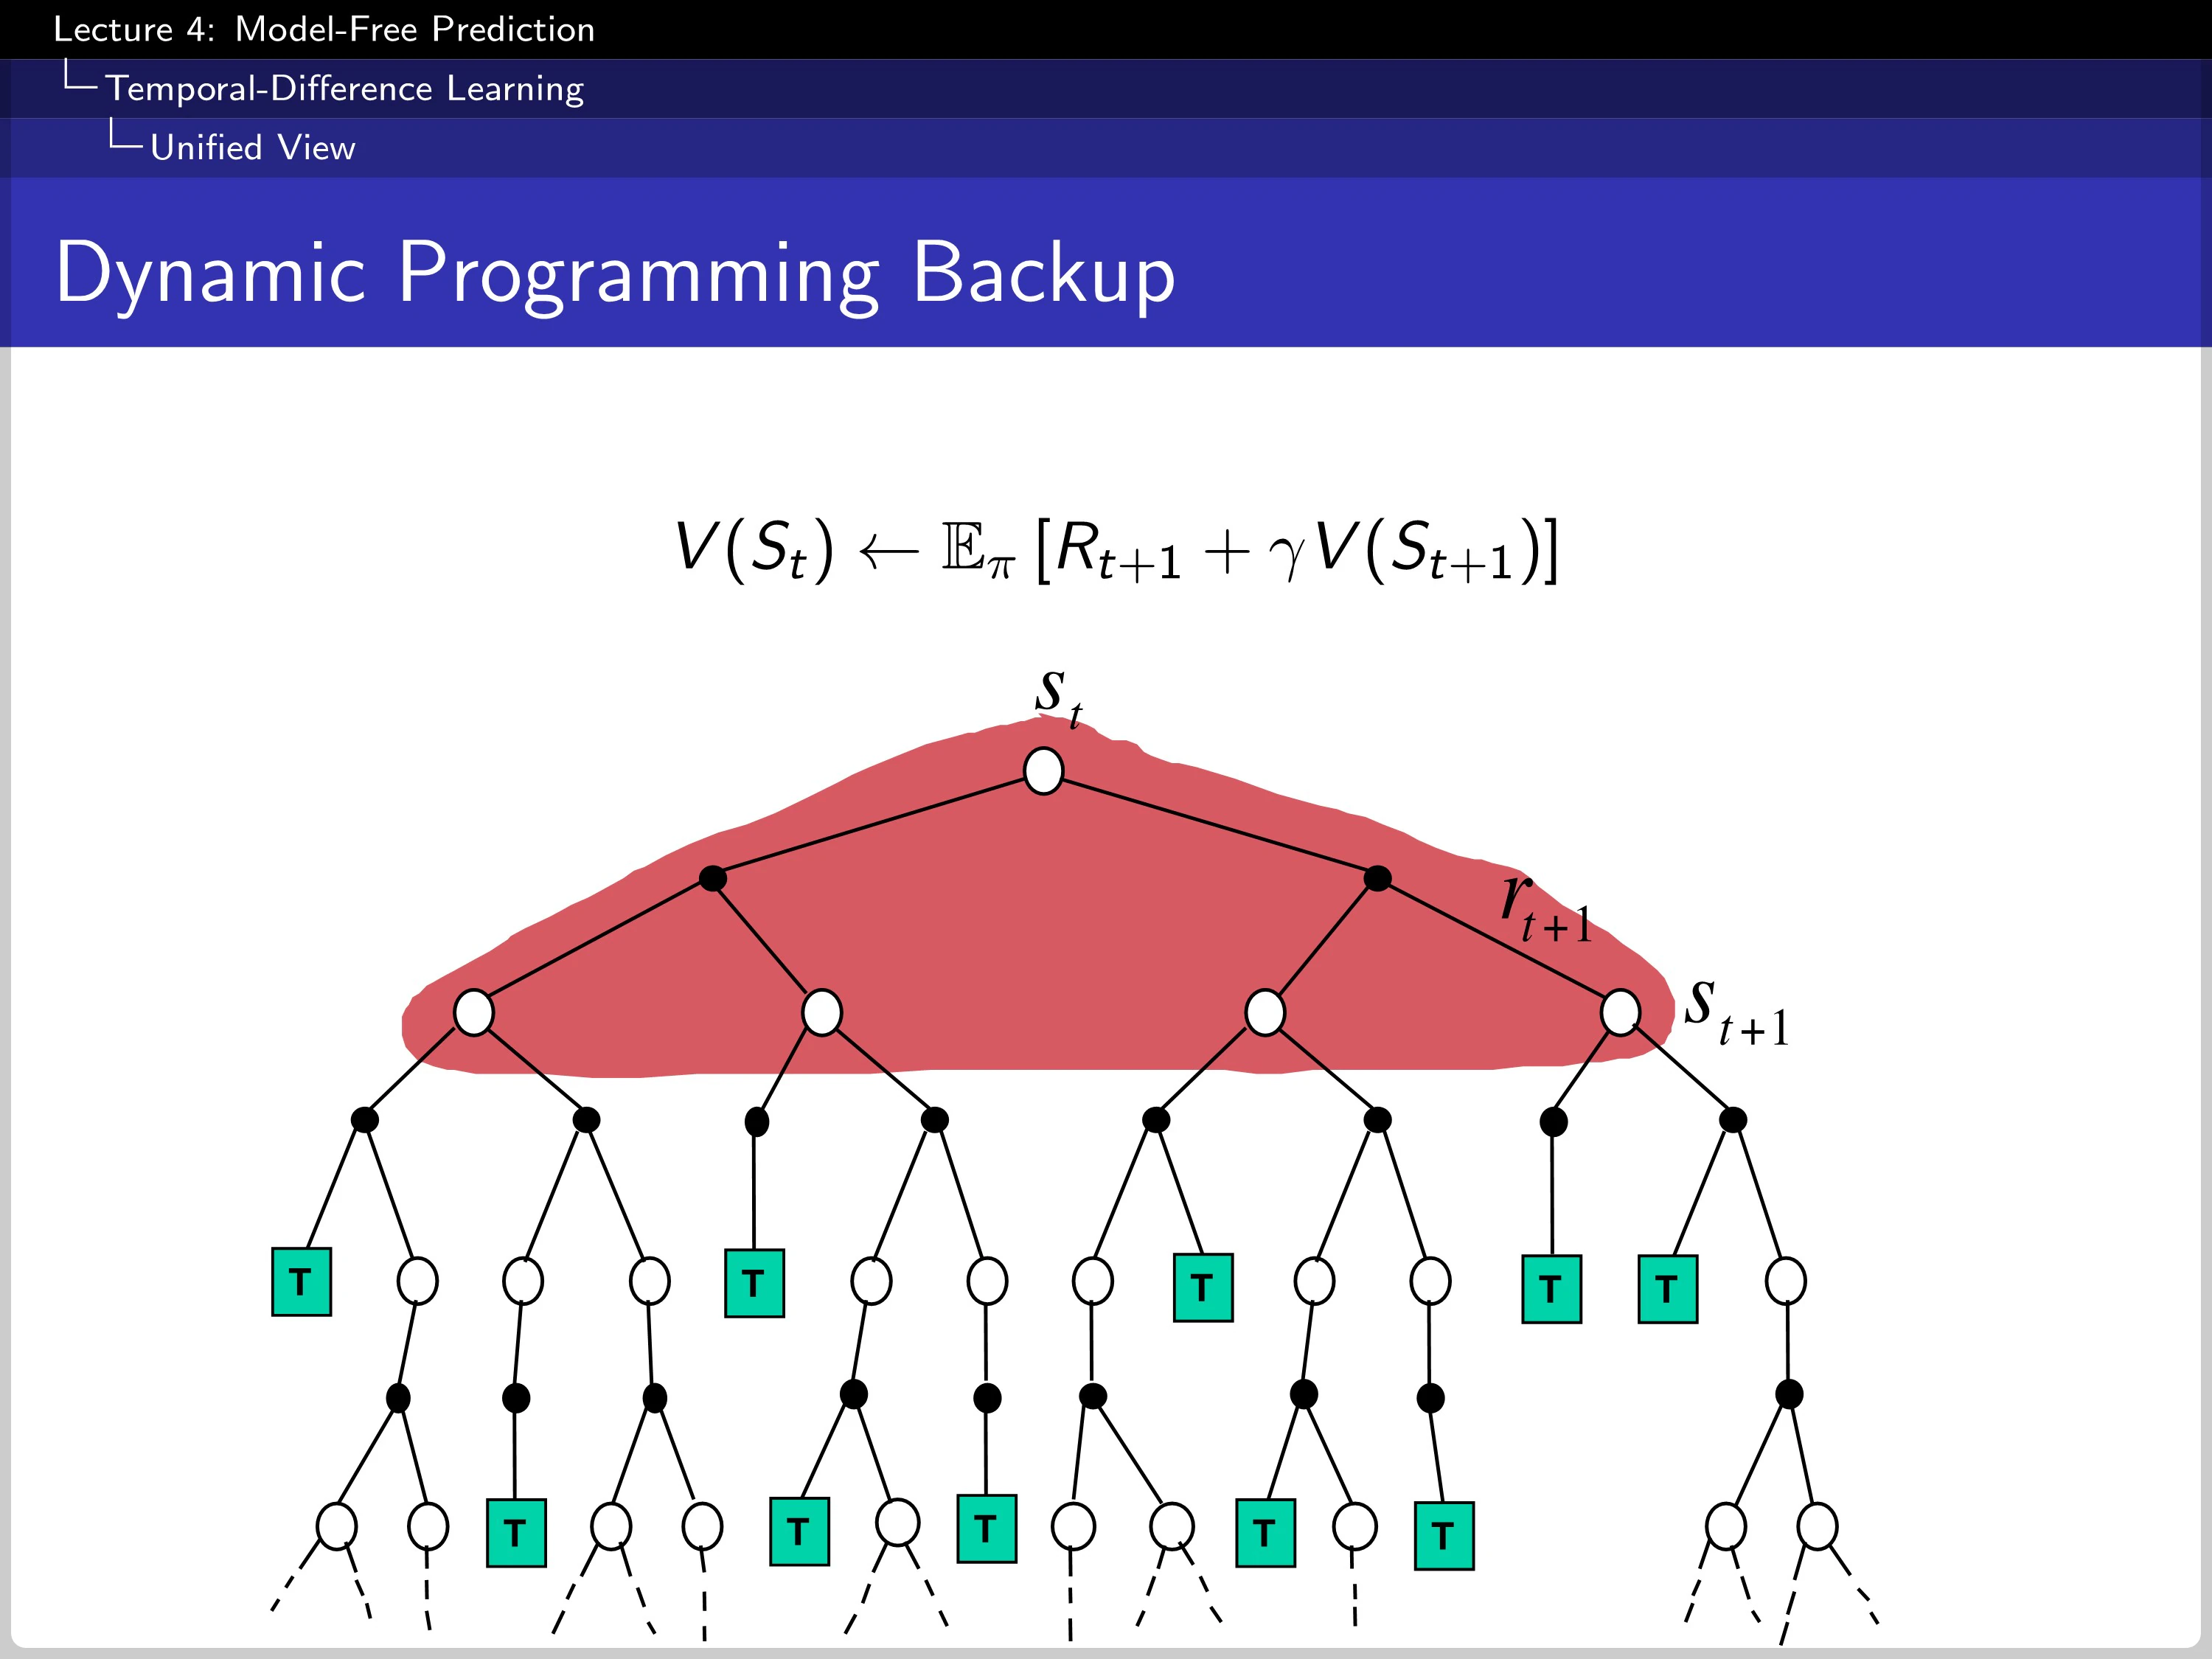 Lecture 4: Model-Free Prediction
Temporal-Difference Learning
Unified View
Dynamic Programming Backup
V(S_t) ← 𝔼_π [R_{t+1} + γV(S_{t+1})]
s_t
r_{t+1}
s_{t+1}
T T T T T
T T T T T